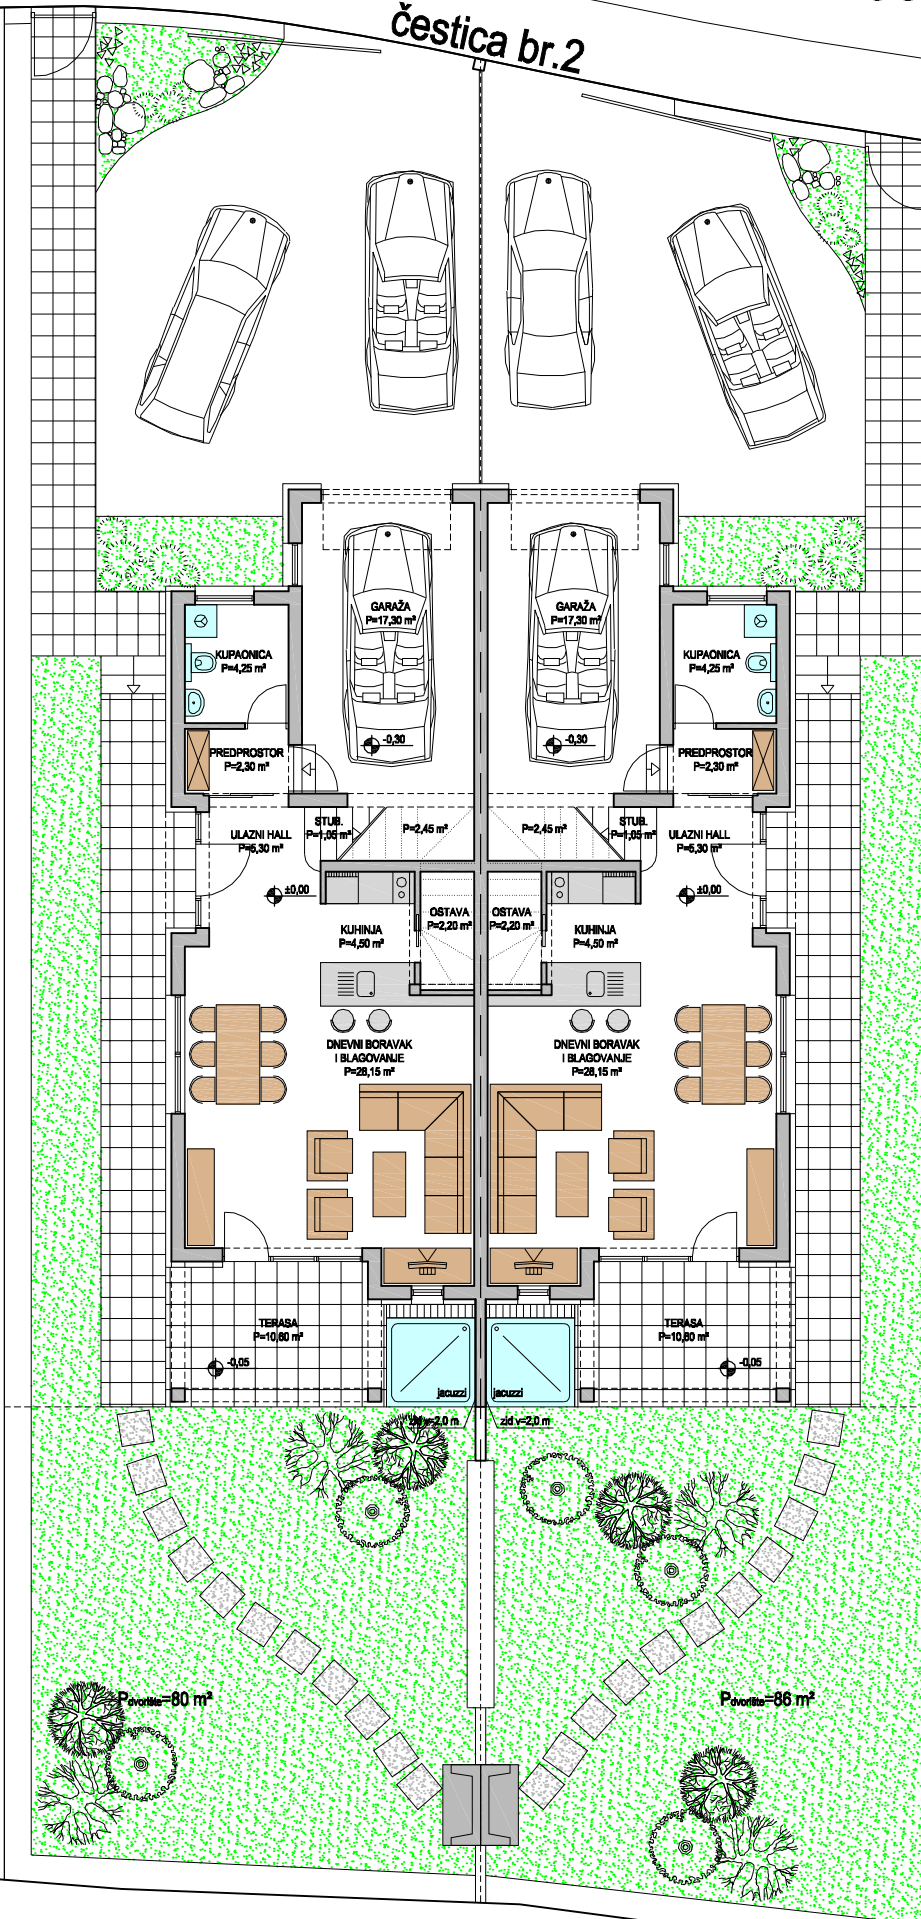 čestica br.2
GARAŽA
P=17,30 m²
GARAŽA
P=17,30 m²
KUPAONICA
P=4,25 m²
KUPAONICA
P=4,25 m²
-0,30
-0,30
PREDPROSTOR
P=2,30 m²
PREDPROSTOR
P=2,30 m²
ULAZNI HALL
P=5,30 m²
STUB.
P=1,05 m²
P=2,45 m²
P=2,45 m²
STUB.
P=1,05 m²
ULAZNI HALL
P=5,30 m²
±0,00
±0,00
KUHINJA
P=4,50 m²
OSTAVA
P=2,20 m²
OSTAVA
P=2,20 m²
KUHINJA
P=4,50 m²
DNEVNI BORAVAK
I BLAGOVANJE
P=28,15 m²
DNEVNI BORAVAK
I BLAGOVANJE
P=28,15 m²
TERASA
P=10,80 m²
TERASA
P=10,80 m²
-0,05
-0,05
jacuzzi
jacuzzi
zid v=2,0 m
zid v=2,0 m
Pdvorište=80 m²
Pdvorište=86 m²